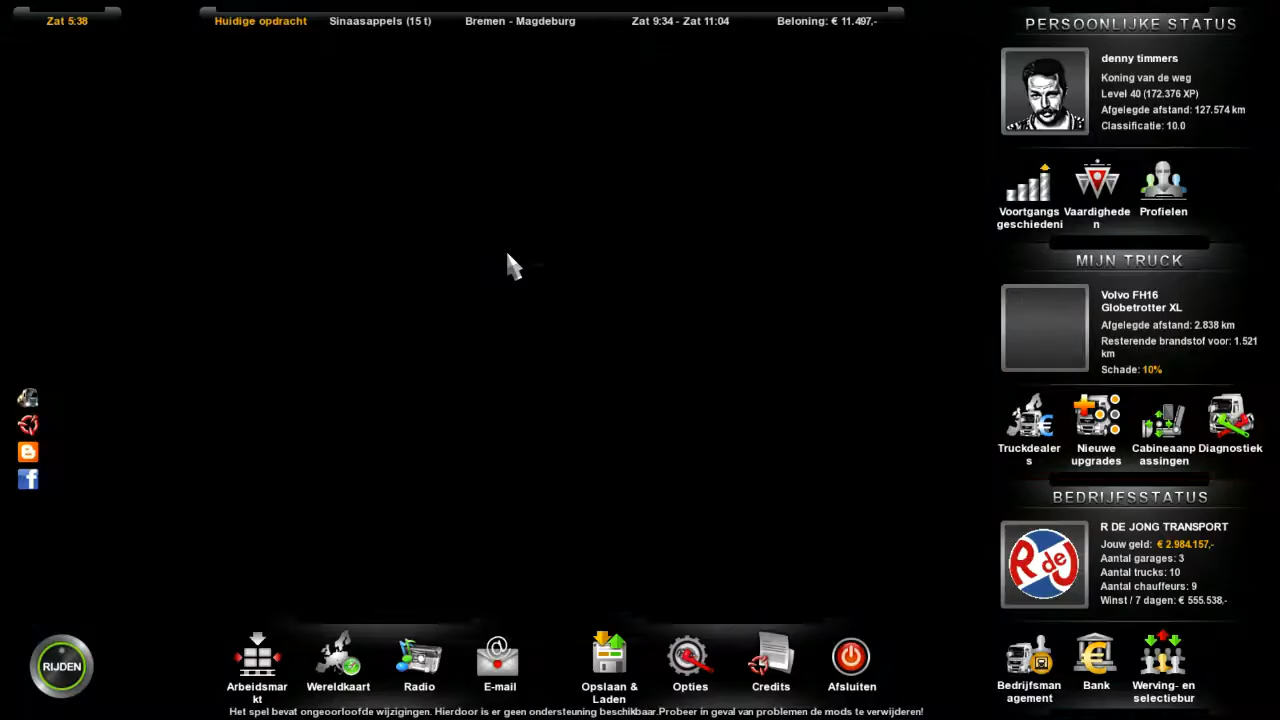 Zat 5:38
Huidige opdracht Sinaasappels (15 t) Bremen - Magdeburg Zat 9:34 - Zat 11:04 Beloning: € 11.497,-
PERSOONLIJKE STATUS
denny timmers
Koning van de weg
Level 40 (172.376 XP)
Afgelegde afstand: 127.574 km
Classificatie: 10.0
Voortgangs
geschiedeni
Vaardighede
n
Profielen
MIJN TRUCK
Volvo FH16
Globetrotter XL
Afgelegde afstand: 2.838 km
Resterende brandstof voor: 1.521
km
Schade: 10%
Truckdealer
s
Nieuwe
upgrades
Cabineaanp
assingen
Diagnostiek
BEDRIJFSSTATUS
R de J
R DE JONG TRANSPORT
Jouw geld: € 2.984.157,-
Aantal garages: 3
Aantal trucks: 10
Aantal chauffeurs: 9
Winst / 7 dagen: € 555.538,-
Bedrijfsman
agement
Bank
Werving- en
selectiebur
RIJDEN
Arbeidsmar
kt
Wereldkaart
Radio
E-mail
Opslaan &
Laden
Opties
Credits
Afsluiten
Het spel bevat ongeoorloofde wijzigingen. Hierdoor is er geen ondersteuning beschikbaar.Probeer in geval van problemen de mods te verwijderen!